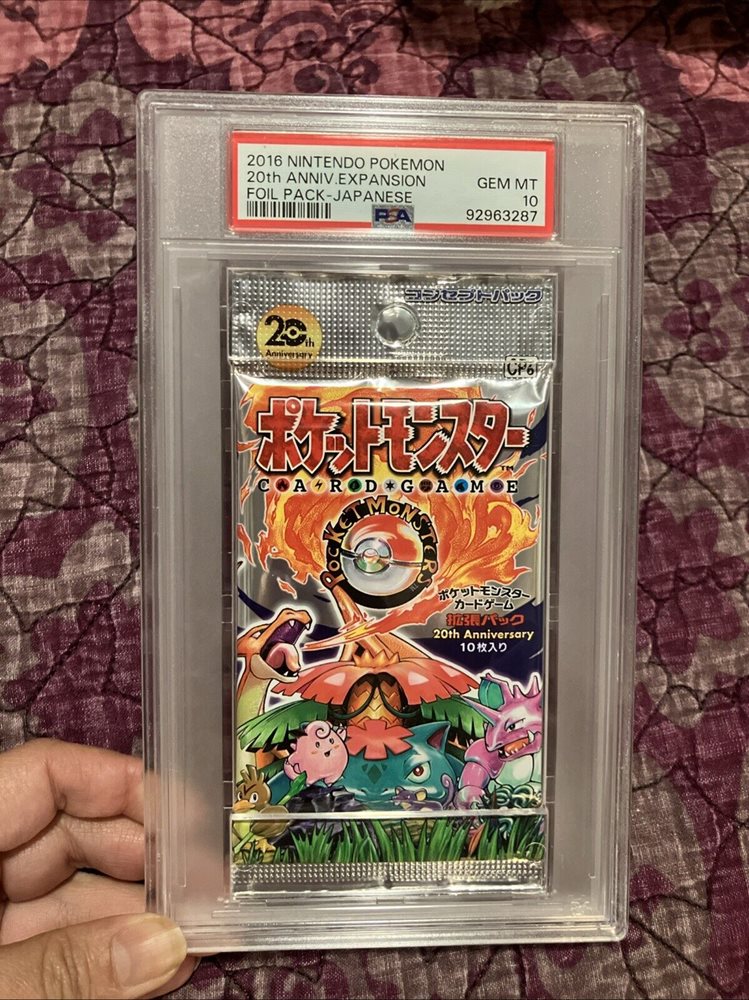 2016 NINTENDO POKEMON
20th ANNIV.EXPANSION
GEM MT
FOIL PACK-JAPANESE
10
PSA
92963287
コンセプトパック
20th
Anniversary
CP6
ポケットモンスター
TM
CARD GAME
POCKET MONSTERS
ポケットモンスター
カードゲーム
拡張パック
20th Anniversary
10枚入り